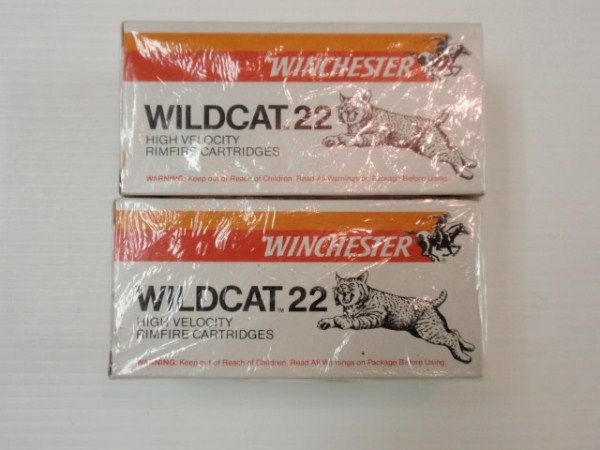 WINCHESTER
WILDCAT 22
HIGH VELOCITY
RIMFIRE CARTRIDGES
WARNING: Keep out of Reach of Children. Read All Warnings on Package Before Using.
WINCHESTER
WILDCAT 22
HIGH VELOCITY
RIMFIRE CARTRIDGES
WARNING: Keep out of Reach of Children. Read All Warnings on Package Before Using.